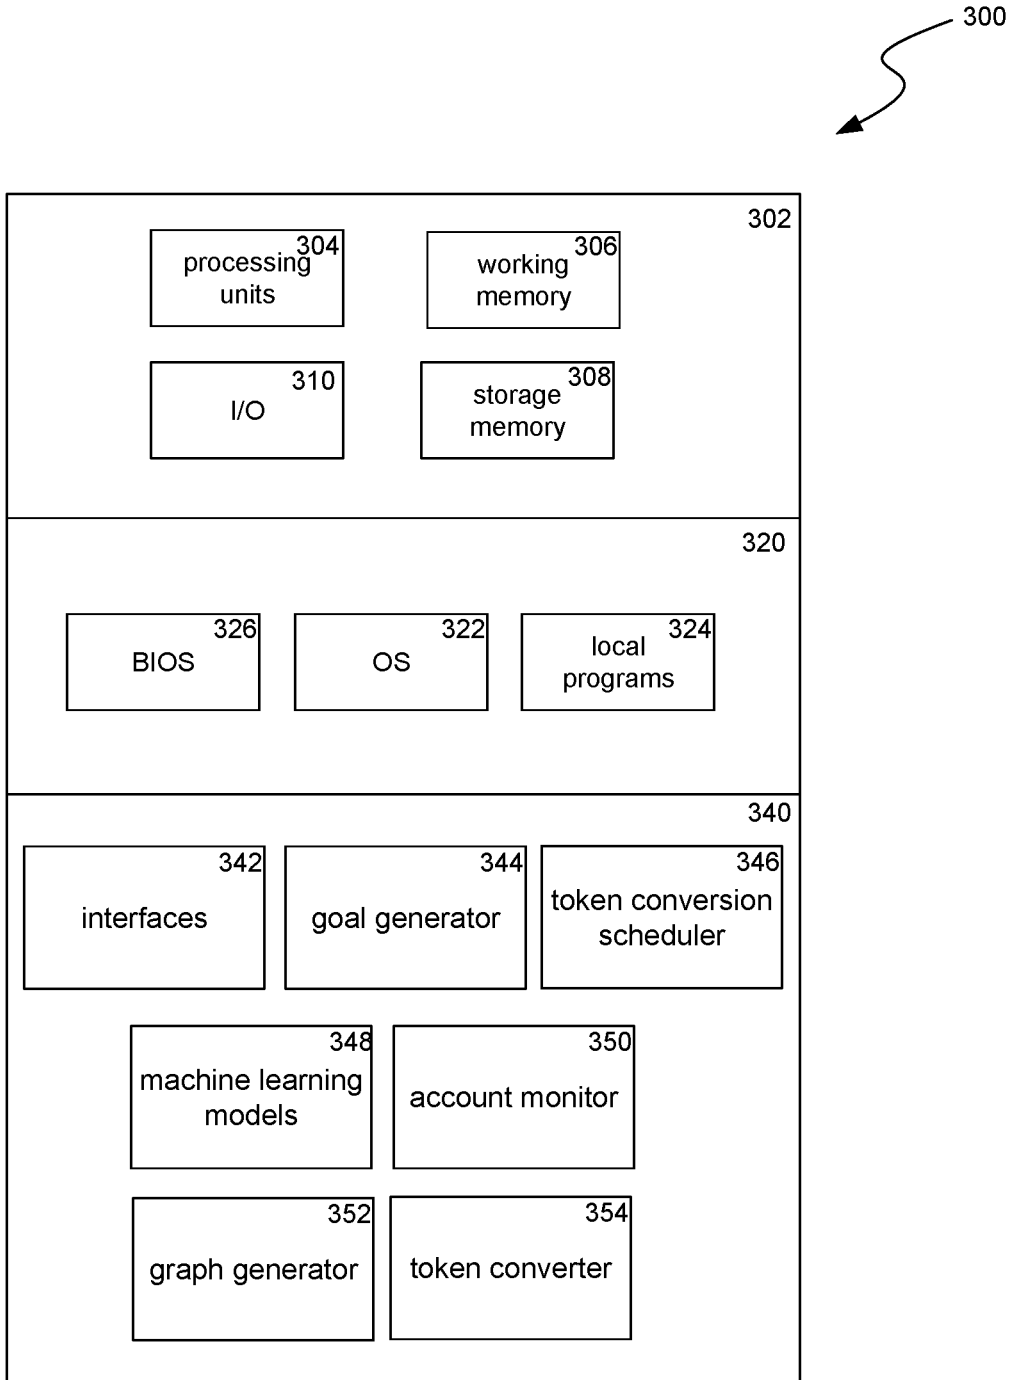 300
302
304
processing
units
306
working
memory
310
I/O
308
storage
memory
320
326
BIOS
322
OS
324
local
programs
340
342
interfaces
344
goal generator
346
token conversion
scheduler
348
machine learning
models
350
account monitor
352
graph generator
354
token converter